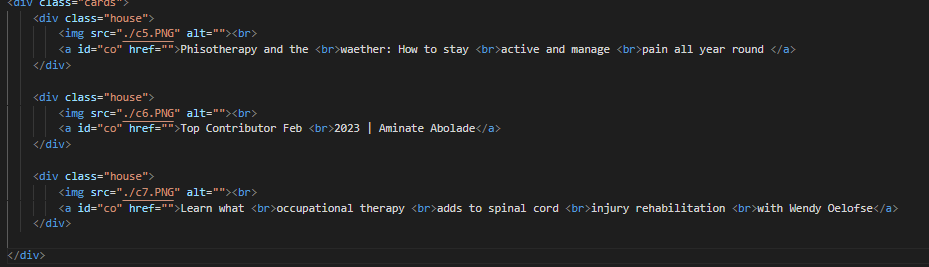 <div class="cards">
<div class="house">
<img src="./c5.PNG" alt=""><br>
<a id="co" href="">Phisotherapy and the <br>waether: How to stay <br>active and manage <br>pain all year round </a>
</div>
<div class="house">
<img src="./c6.PNG" alt=""><br>
<a id="co" href="">Top Contributor Feb <br>2023 | Aminate Abolade</a>
</div>
<div class="house">
<img src="./c7.PNG" alt=""><br>
<a id="co" href="">Learn what <br>occupational therapy <br>adds to spinal cord <br>injury rehabilitation <br>with Wendy Oelofse</a>
</div>
</div>